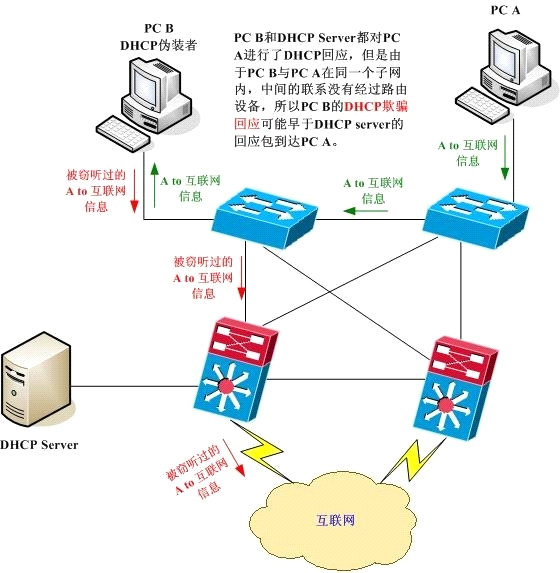 PC B
DHCP伪装者
PC B和DHCP Server都对PC
A进行了DHCP回应，但是由
于PC B与PC A在同一个子网
内，中间的联系没有经过路由
设备，所以PC B的DHCP欺骗
回应可能早于DHCP server的
回应包到达PC A。
PC A
被窃听过的
A to 互联网
信息
A to 互联网
信息
A to 互联网
信息
A to 互联网
信息
被窃听过的
A to 互联网
信息
DHCP Server
被窃听过的
A to 互联网
信息
互联网